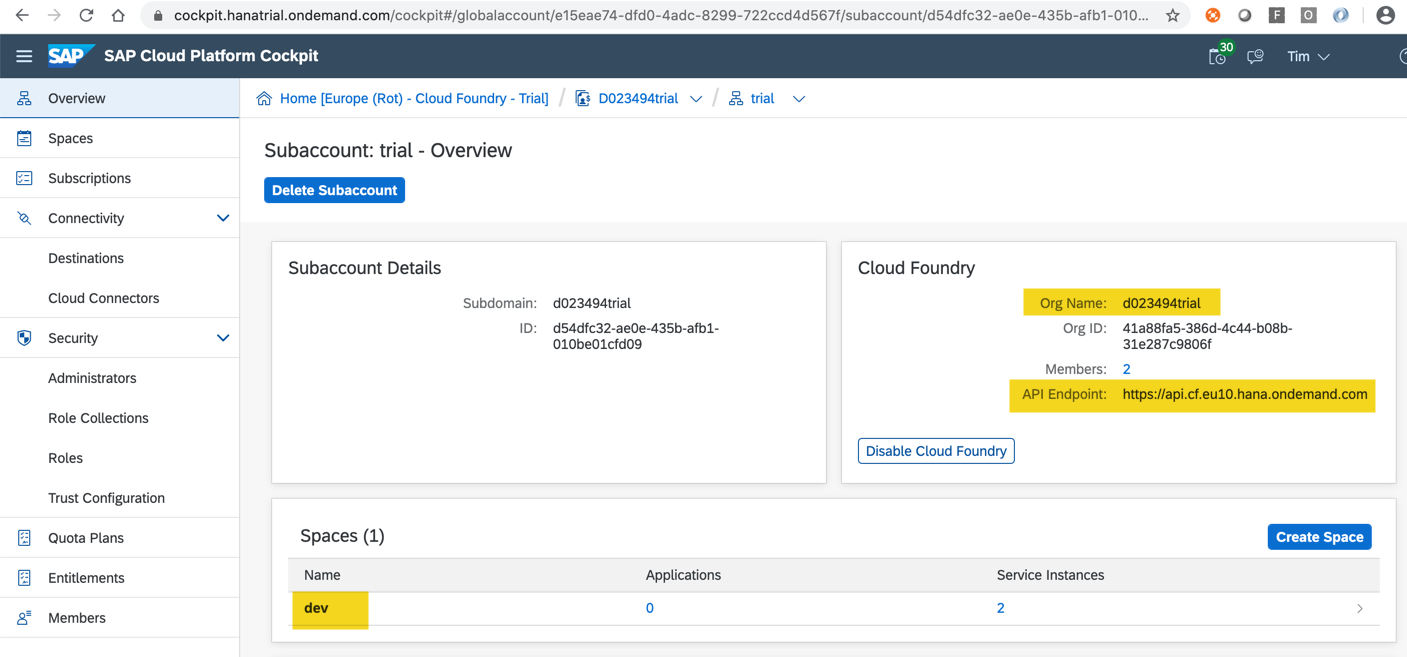 cockpit.hanatrial.ondemand.com/cockpit#/globalaccount/e15eae74-dfd0-4adc-8299-722ccd4d567f/subaccount/d54dfc32-ae0e-435b-afb1-010...
F
O
SAP
SAP Cloud Platform Cockpit
30
Tim
Overview
Spaces
Subscriptions
Connectivity
Destinations
Cloud Connectors
Security
Administrators
Role Collections
Roles
Trust Configuration
Quota Plans
Entitlements
Members
Home [Europe (Rot) - Cloud Foundry - Trial] / D023494trial / trial
Subaccount: trial - Overview
Delete Subaccount
Subaccount Details
Subdomain: d023494trial
ID: d54dfc32-ae0e-435b-afb1-
010be01cfd09
Cloud Foundry
Org Name: d023494trial
Org ID: 41a88fa5-386d-4c44-b08b-
31e287c9806f
Members: 2
API Endpoint: https://api.cf.eu10.hana.ondemand.com
Disable Cloud Foundry
Spaces (1)
Create Space
Name Applications Service Instances
dev 0 2